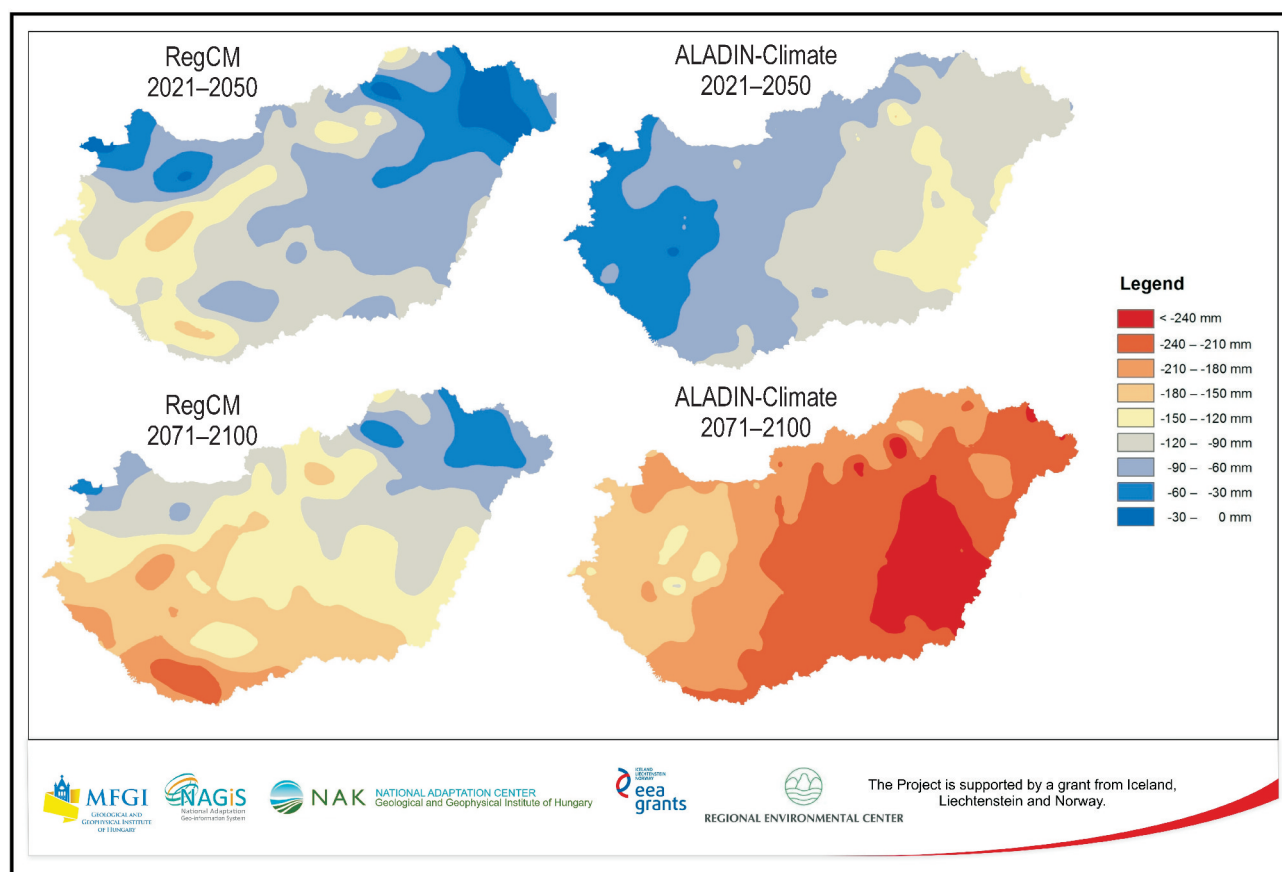 RegCM
2021–2050
ALADIN-Climate
2021–2050
Legend
< -240 mm
-240 – -210 mm
-210 – -180 mm
-180 – -150 mm
-150 – -120 mm
-120 – -90 mm
-90 – -60 mm
-60 – -30 mm
-30 – 0 mm
RegCM
2071–2100
ALADIN-Climate
2071–2100
MFGI
GEOLOGICAL AND
GEOPHYSICAL INSTITUTE
OF HUNGARY
NAGiS
National Adaptation
Geo-information System
NAK
NATIONAL ADAPTATION CENTER
Geological and Geophysical Institute of Hungary
ICELAND
LIECHTENSTEIN
NORWAY
eea
grants
REGIONAL ENVIRONMENTAL CENTER
The Project is supported by a grant from Iceland,
Liechtenstein and Norway.